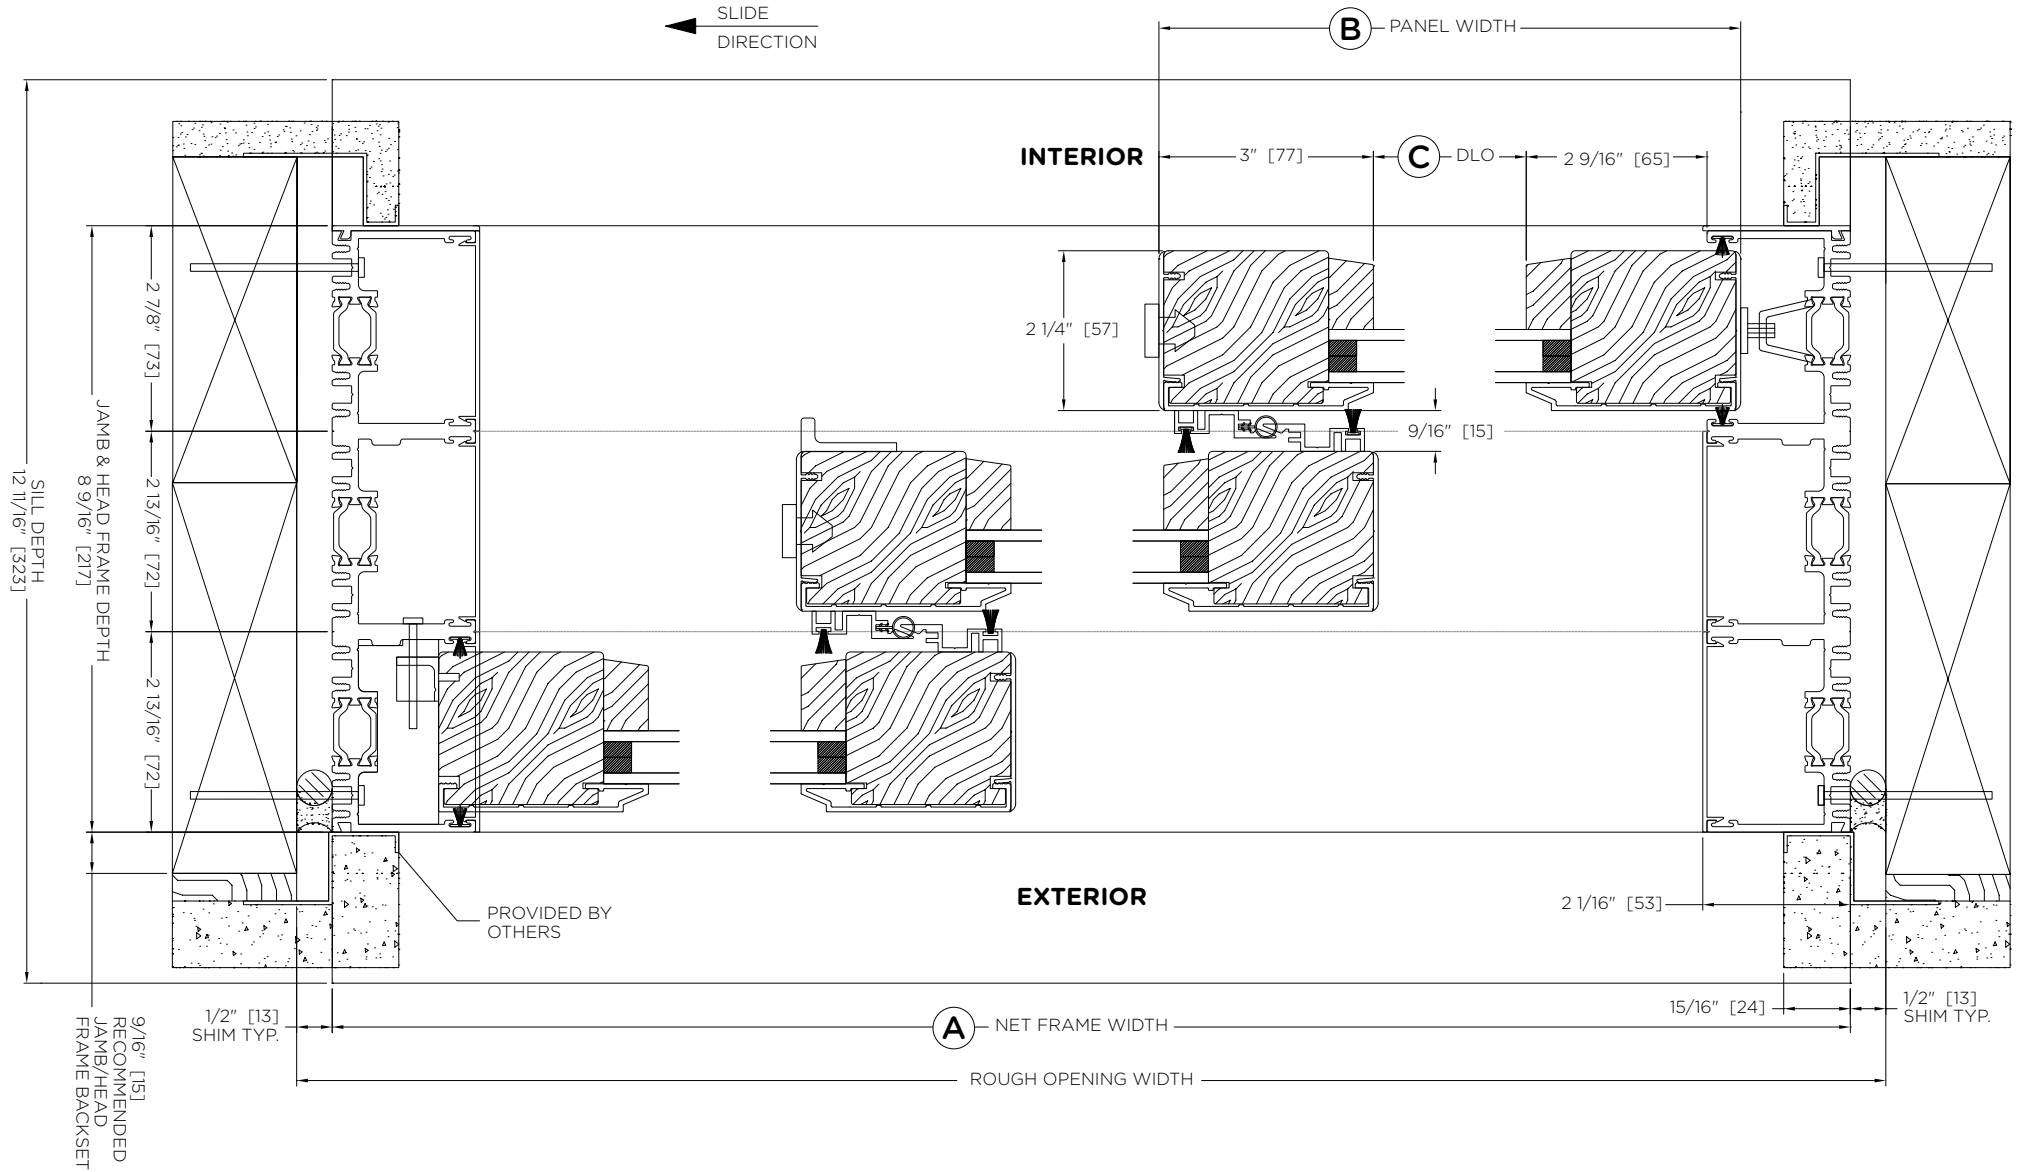 SLIDE
DIRECTION
B PANEL WIDTH
INTERIOR
3" [77]
C DLO
2 9/16" [65]
2 1/4" [57]
9/16" [15]
2 7/8" [73]
2 13/16" [72]
2 13/16" [72]
JAMB & HEAD FRAME DEPTH
8 9/16" [217]
SILL DEPTH
12 11/16" [323]
EXTERIOR
PROVIDED BY
OTHERS
2 1/16" [53]
15/16" [24]
1/2" [13]
SHIM TYP.
1/2" [13]
SHIM TYP.
A NET FRAME WIDTH
ROUGH OPENING WIDTH
9/16" [15]
RECOMMENDED
JAMB/HEAD
FRAME BACKSET